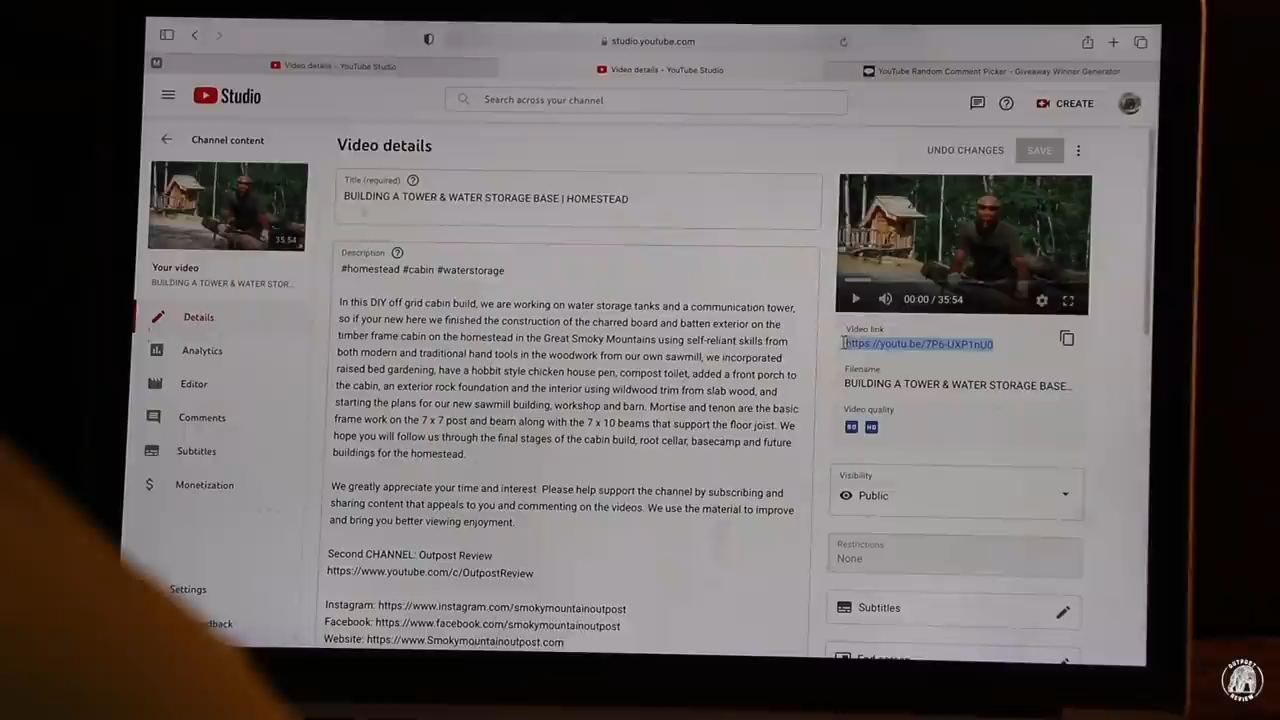 studio.youtube.com
Video details - YouTube Studio
Video details - YouTube Studio
YouTube Random Comment Picker - Giveaway Winner Generator
Studio
Search across your channel
CREATE
Channel content
35:54
Your video
BUILDING A TOWER & WATER STOR...
Details
Analytics
Editor
Comments
Subtitles
Monetization
Settings
Video details
UNDO CHANGES
SAVE
Title (required)
BUILDING A TOWER & WATER STORAGE BASE | HOMESTEAD
Description
#homestead #cabin #waterstorage
In this DIY off grid cabin build, we are working on water storage tanks and a communication tower,
so if your new here we finished the construction of the charred board and batten exterior on the
timber frame cabin on the homestead in the Great Smoky Mountains using self-reliant skills from
both modern and traditional hand tools in the woodwork from our own sawmill, we incorporated
raised bed gardening, have a hobbit style chicken house pen, compost toilet, added a front porch to
the cabin, an exterior rock foundation and the interior using wildwood trim from slab wood, and
starting the plans for our new sawmill building, workshop and barn. Mortise and tenon are the basic
frame work on the 7 x 7 post and beam along with the 7 x 10 beams that support the floor joist. We
hope you will follow us through the final stages of the cabin build, root cellar, basecamp and future
buildings for the homestead.
We greatly appreciate your time and interest Please help support the channel by subscribing and
sharing content that appeals to you and commenting on the videos. We use the material to improve
and bring you better viewing enjoyment.
Second CHANNEL: Outpost Review
https://www.youtube.com/c/OutpostReview
Instagram: https://www.instagram.com/smokymountainoutpost
Facebook: https://www.facebook.com/smokymountainoutpost
Website: https://www.Smokymountainoutpost.com
00:00 / 35:54
Video link
https://youtu.be/7P6-UXP1nU0
Filename
BUILDING A TOWER & WATER STORAGE BASE...
Video quality
SD HD
Visibility
Public
Restrictions
None
Subtitles
OUTPOST
REVIEW